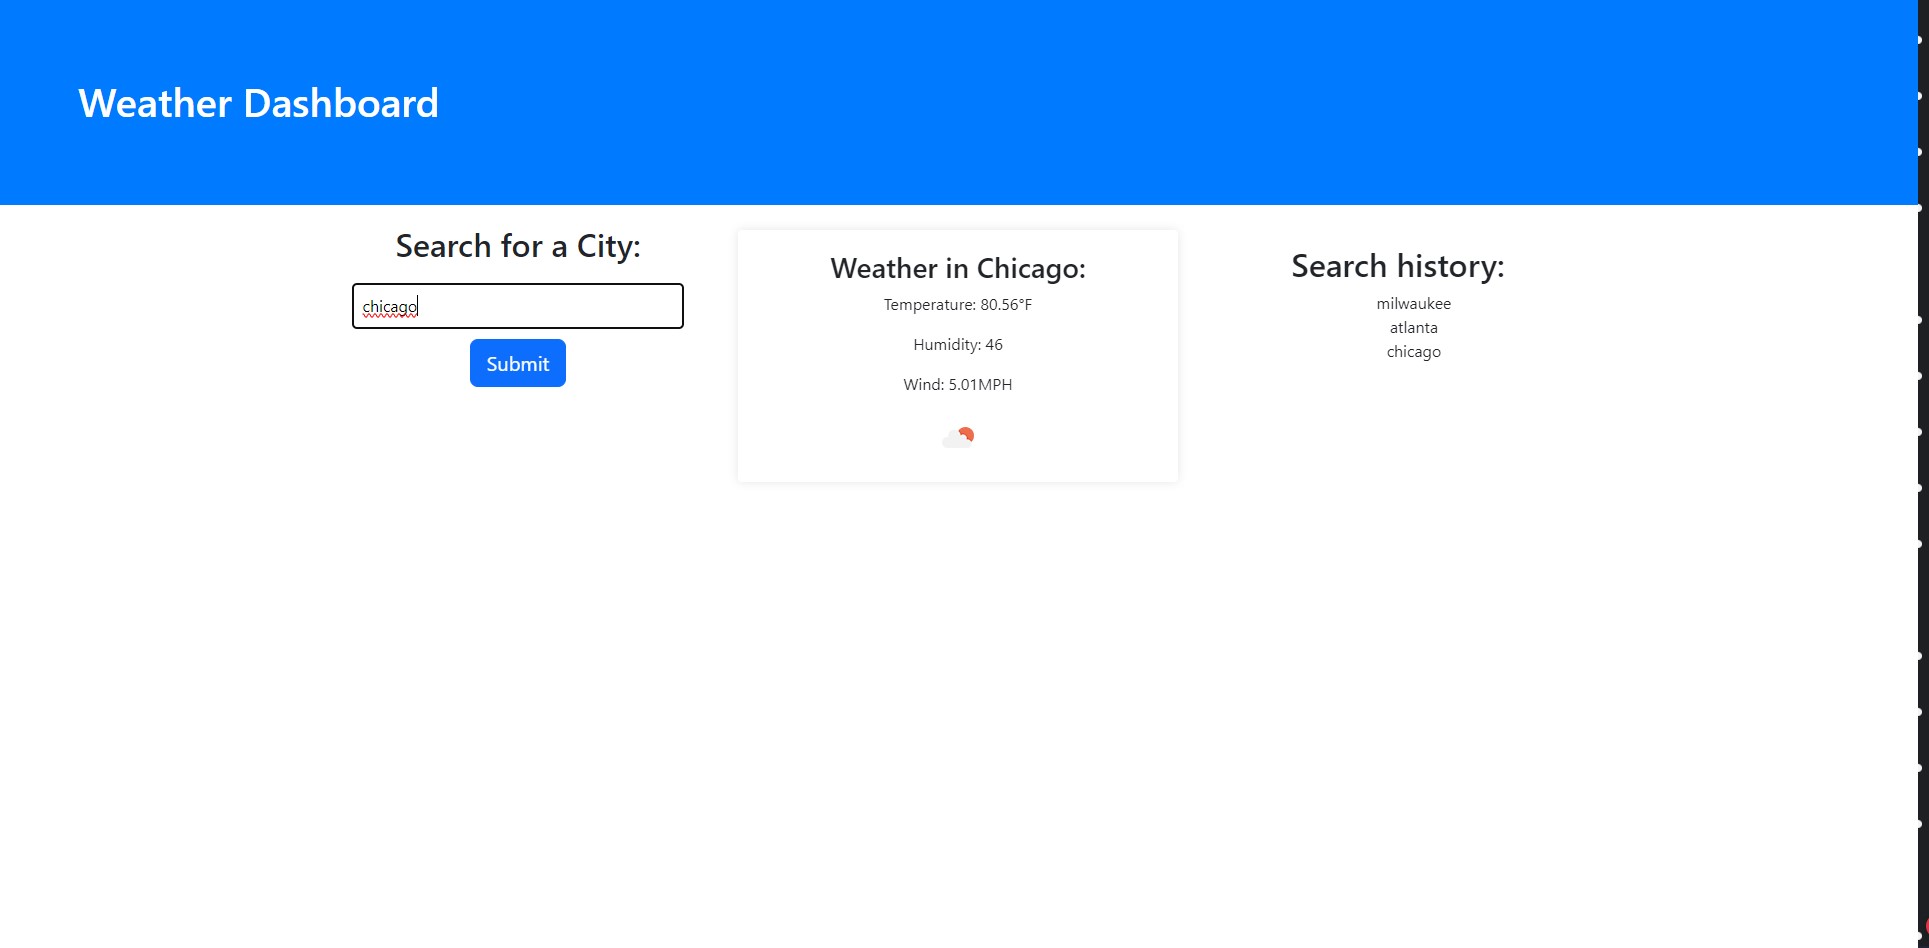 Weather Dashboard
Search for a City:
chicago
Submit
Weather in Chicago:
Temperature: 80.56°F
Humidity: 46
Wind: 5.01MPH
Search history:
milwaukee
atlanta
chicago